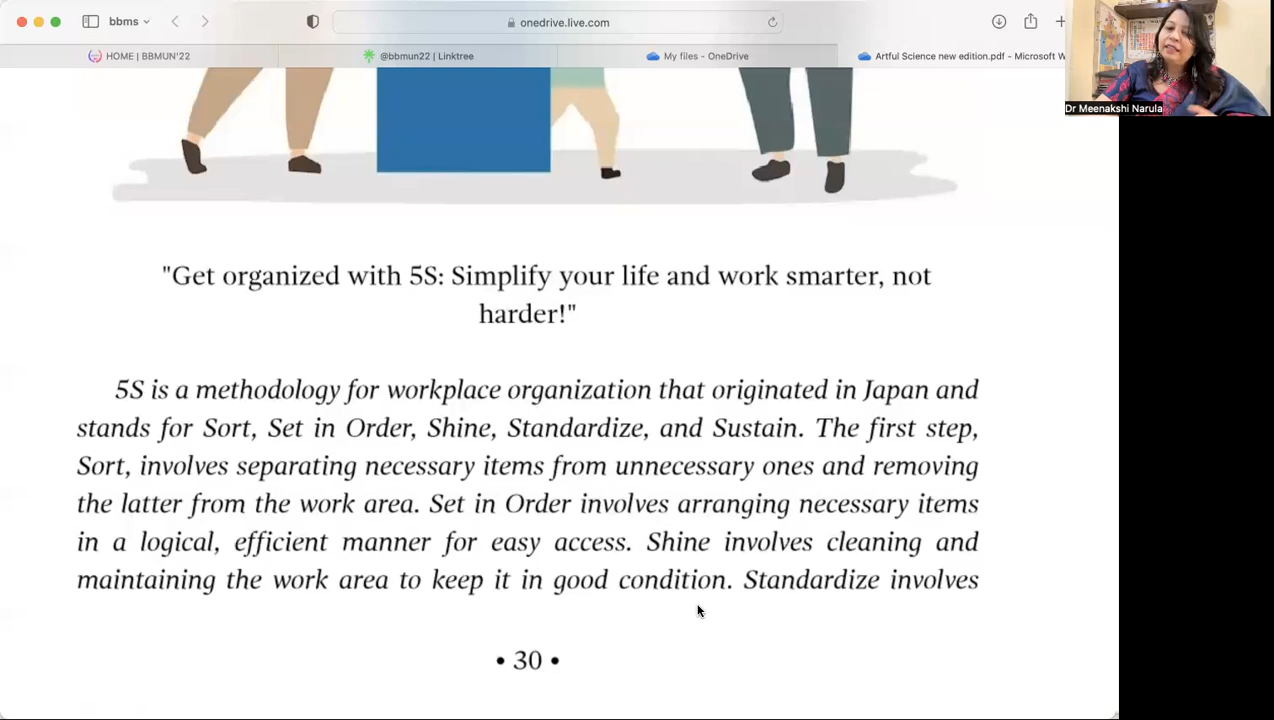 bbms
onedrive.live.com
HOME | BBMUN'22
@bbmun22 | Linktree
My files - OneDrive
Artful Science new edition.pdf - Microsoft W
Dr Meenakshi Narula
"Get organized with 5S: Simplify your life and work smarter, not
harder!"
5S is a methodology for workplace organization that originated in Japan and
stands for Sort, Set in Order, Shine, Standardize, and Sustain. The first step,
Sort, involves separating necessary items from unnecessary ones and removing
the latter from the work area. Set in Order involves arranging necessary items
in a logical, efficient manner for easy access. Shine involves cleaning and
maintaining the work area to keep it in good condition. Standardize involves
• 30 •